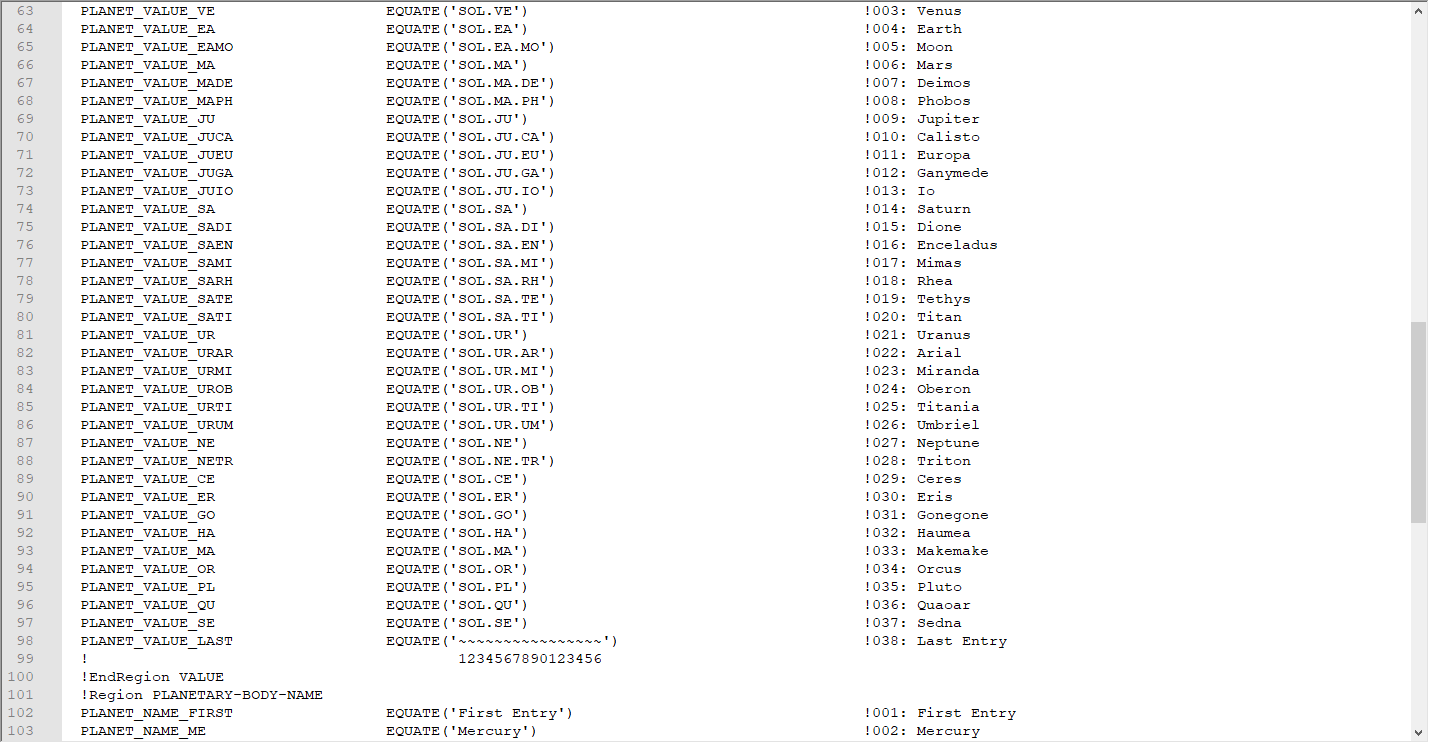 63 PLANET_VALUE_VE EQUATE('SOL.VE') !003: Venus
64 PLANET_VALUE_EA EQUATE('SOL.EA') !004: Earth
65 PLANET_VALUE_EAMO EQUATE('SOL.EA.MO') !005: Moon
66 PLANET_VALUE_MA EQUATE('SOL.MA') !006: Mars
67 PLANET_VALUE_MADE EQUATE('SOL.MA.DE') !007: Deimos
68 PLANET_VALUE_MAPH EQUATE('SOL.MA.PH') !008: Phobos
69 PLANET_VALUE_JU EQUATE('SOL.JU') !009: Jupiter
70 PLANET_VALUE_JUCA EQUATE('SOL.JU.CA') !010: Calisto
71 PLANET_VALUE_JUEU EQUATE('SOL.JU.EU') !011: Europa
72 PLANET_VALUE_JUGA EQUATE('SOL.JU.GA') !012: Ganymede
73 PLANET_VALUE_JUIO EQUATE('SOL.JU.IO') !013: Io
74 PLANET_VALUE_SA EQUATE('SOL.SA') !014: Saturn
75 PLANET_VALUE_SADI EQUATE('SOL.SA.DI') !015: Dione
76 PLANET_VALUE_SAEN EQUATE('SOL.SA.EN') !016: Enceladus
77 PLANET_VALUE_SAMI EQUATE('SOL.SA.MI') !017: Mimas
78 PLANET_VALUE_SARH EQUATE('SOL.SA.RH') !018: Rhea
79 PLANET_VALUE_SATE EQUATE('SOL.SA.TE') !019: Tethys
80 PLANET_VALUE_SATI EQUATE('SOL.SA.TI') !020: Titan
81 PLANET_VALUE_UR EQUATE('SOL.UR') !021: Uranus
82 PLANET_VALUE_URAR EQUATE('SOL.UR.AR') !022: Arial
83 PLANET_VALUE_URMI EQUATE('SOL.UR.MI') !023: Miranda
84 PLANET_VALUE_UROB EQUATE('SOL.UR.OB') !024: Oberon
85 PLANET_VALUE_URTI EQUATE('SOL.UR.TI') !025: Titania
86 PLANET_VALUE_URUM EQUATE('SOL.UR.UM') !026: Umbriel
87 PLANET_VALUE_NE EQUATE('SOL.NE') !027: Neptune
88 PLANET_VALUE_NETR EQUATE('SOL.NE.TR') !028: Triton
89 PLANET_VALUE_CE EQUATE('SOL.CE') !029: Ceres
90 PLANET_VALUE_ER EQUATE('SOL.ER') !030: Eris
91 PLANET_VALUE_GO EQUATE('SOL.GO') !031: Gonegone
92 PLANET_VALUE_HA EQUATE('SOL.HA') !032: Haumea
93 PLANET_VALUE_MA EQUATE('SOL.MA') !033: Makemake
94 PLANET_VALUE_OR EQUATE('SOL.OR') !034: Orcus
95 PLANET_VALUE_PL EQUATE('SOL.PL') !035: Pluto
96 PLANET_VALUE_QU EQUATE('SOL.QU') !036: Quaoar
97 PLANET_VALUE_SE EQUATE('SOL.SE') !037: Sedna
98 PLANET_VALUE_LAST EQUATE('~~~~~~~~~~~~~~~~') !038: Last Entry
99 ! 1234567890123456
100 !EndRegion VALUE
101 !Region PLANETARY-BODY-NAME
102 PLANET_NAME_FIRST EQUATE('First Entry') !001: First Entry
103 PLANET_NAME_ME EQUATE('Mercury') !002: Mercury